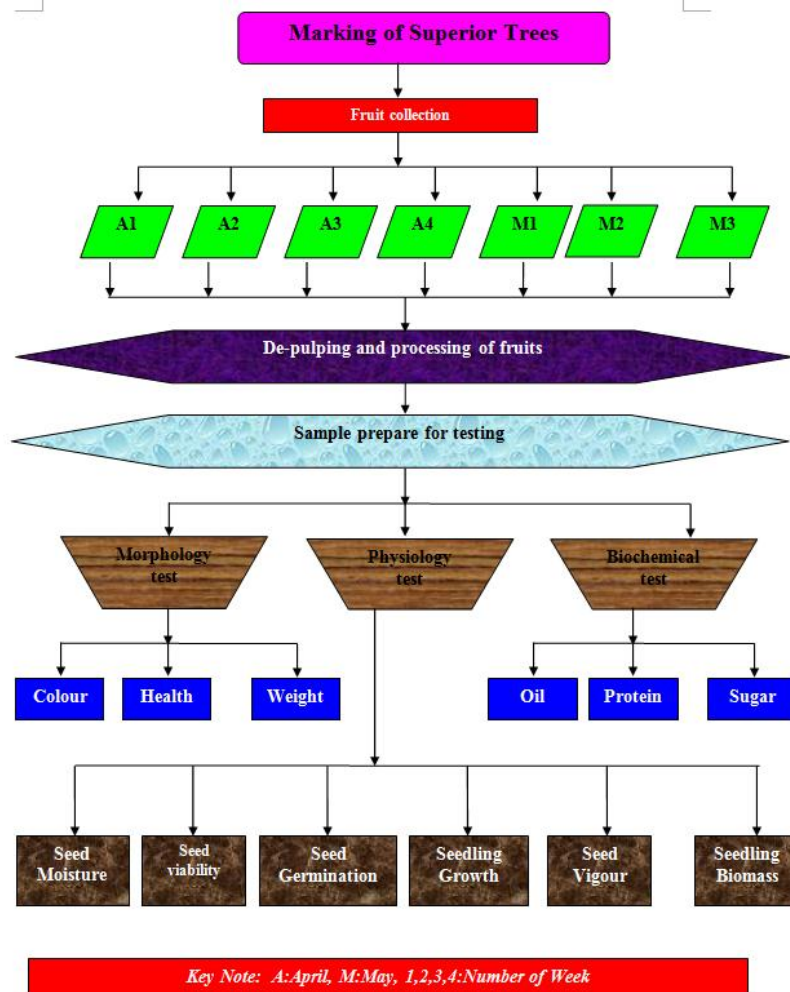 Marking of Superior Trees
Fruit collection
A1
A2
A3
A4
M1
M2
M3
De-pulping and processing of fruits
Sample prepare for testing
Morphology
test
Physiology
test
Biochemical
test
Colour
Health
Weight
Oil
Protein
Sugar
Seed
Moisture
Seed
viability
Seed
Germination
Seedling
Growth
Seed
Vigour
Seedling
Biomass
Key Note: A:April, M:May, 1,2,3,4:Number of Week